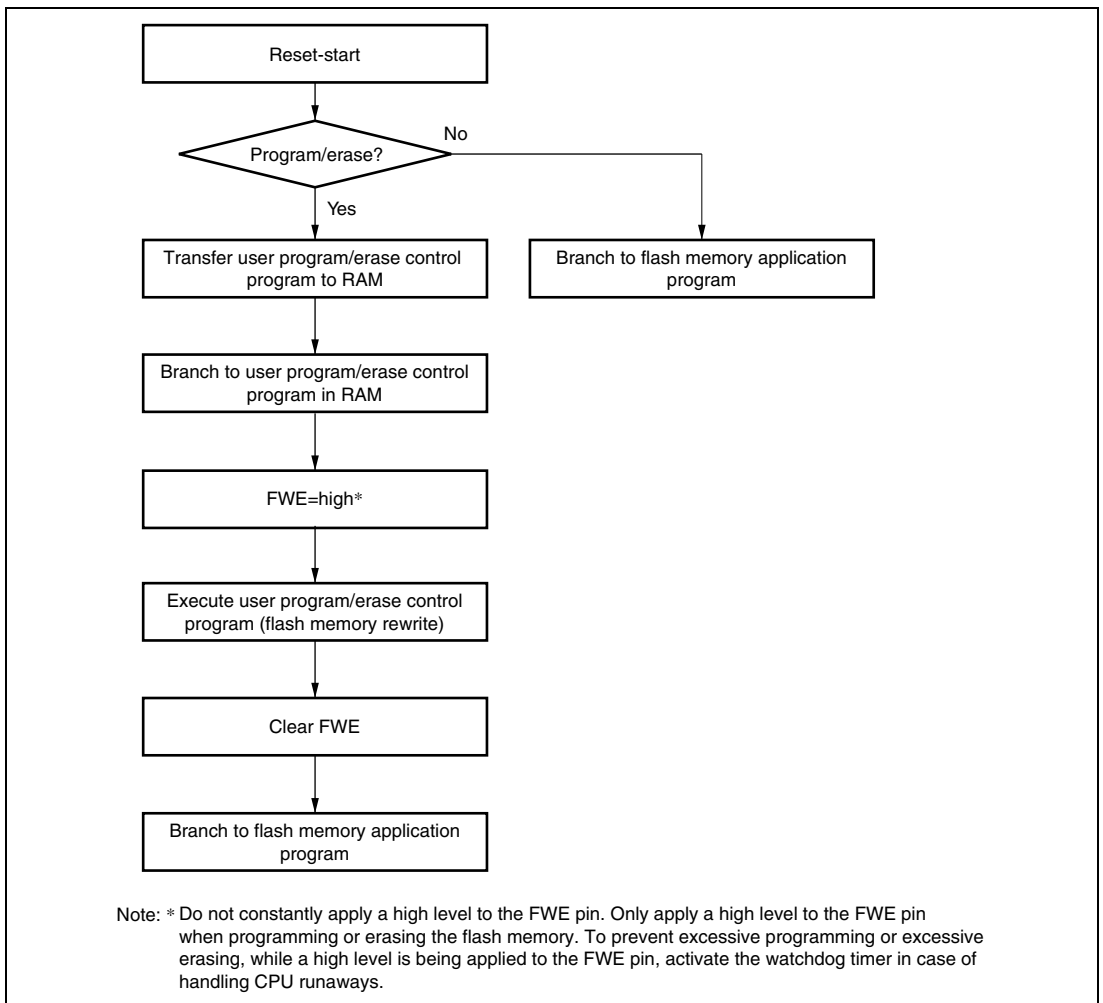 Reset-start
Program/erase?
No
Yes
Transfer user program/erase control
program to RAM
Branch to flash memory application
program
Branch to user program/erase control
program in RAM
FWE=high*
Execute user program/erase control
program (flash memory rewrite)
Clear FWE
Branch to flash memory application
program
Note: * Do not constantly apply a high level to the FWE pin. Only apply a high level to the FWE pin
when programming or erasing the flash memory. To prevent excessive programming or excessive
erasing, while a high level is being applied to the FWE pin, activate the watchdog timer in case of
handling CPU runaways.